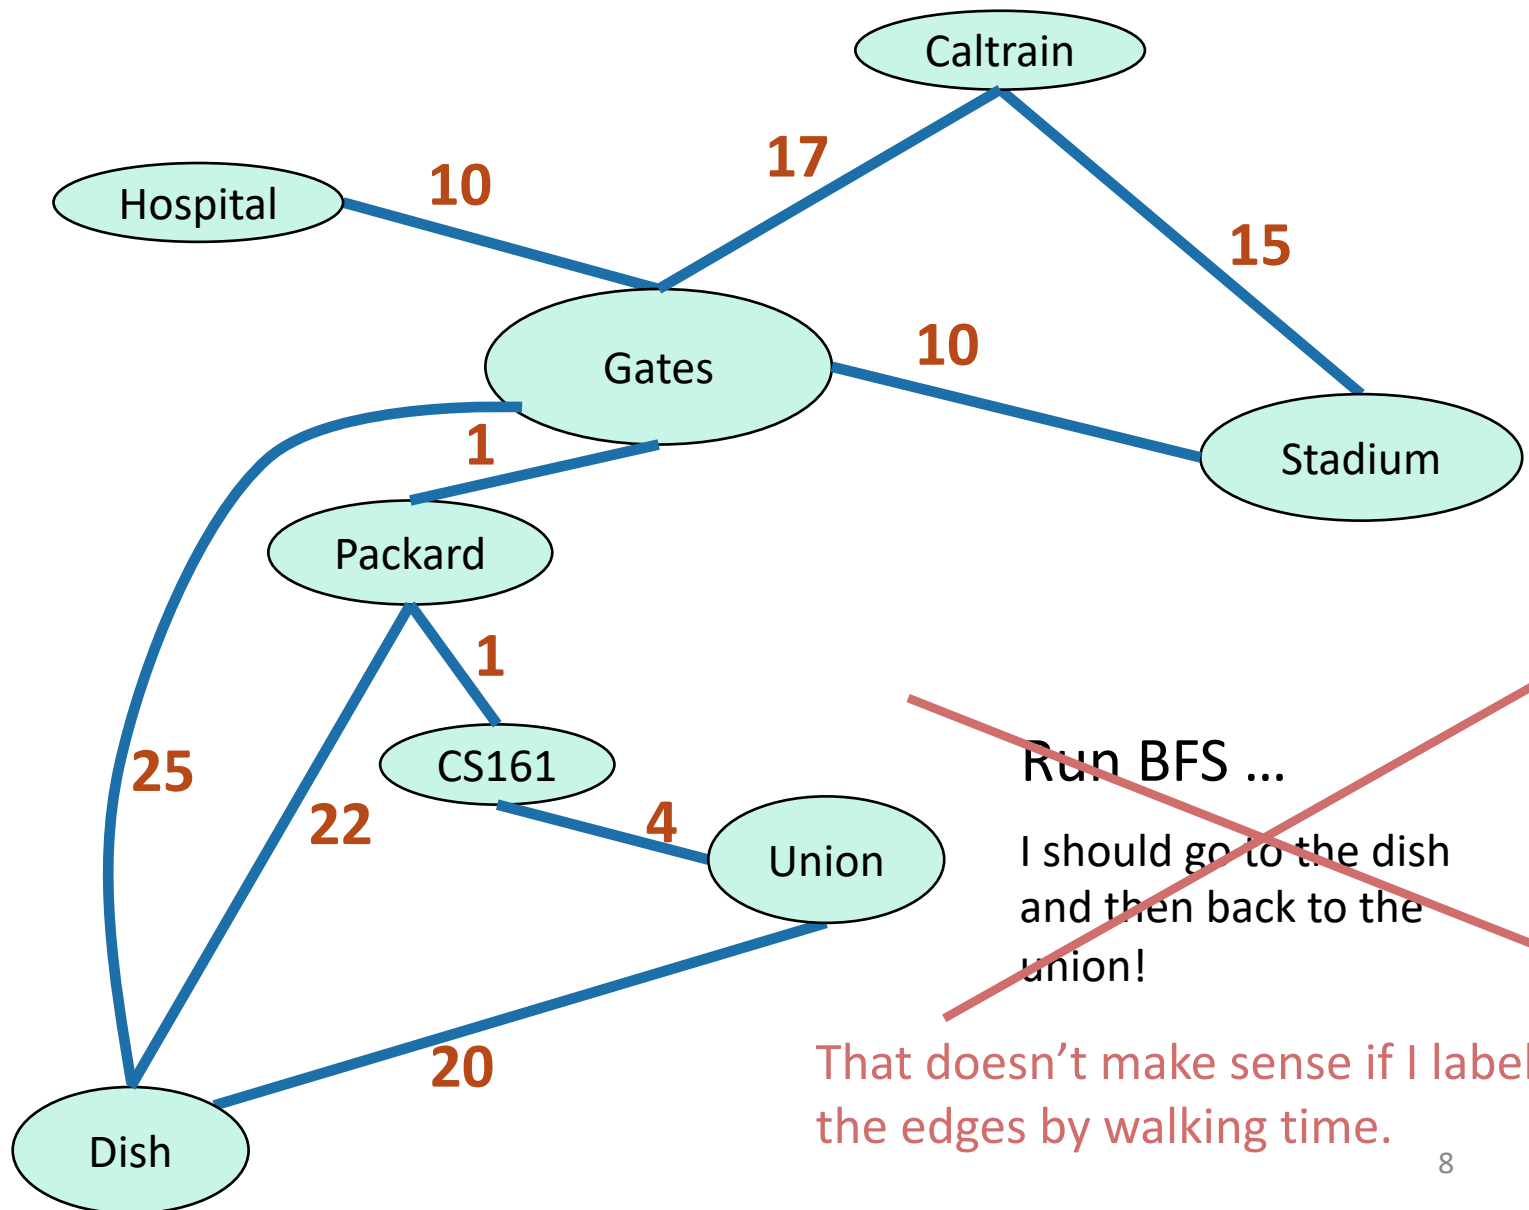 Caltrain
17
10
Hospital
15
10
Gates
1
Stadium
Packard
1
Run BFS …
25
CS161
22
4
Union
I should go to the dish
and then back to the
union!
20
That doesn't make sense if I label
the edges by walking time.
Dish
8